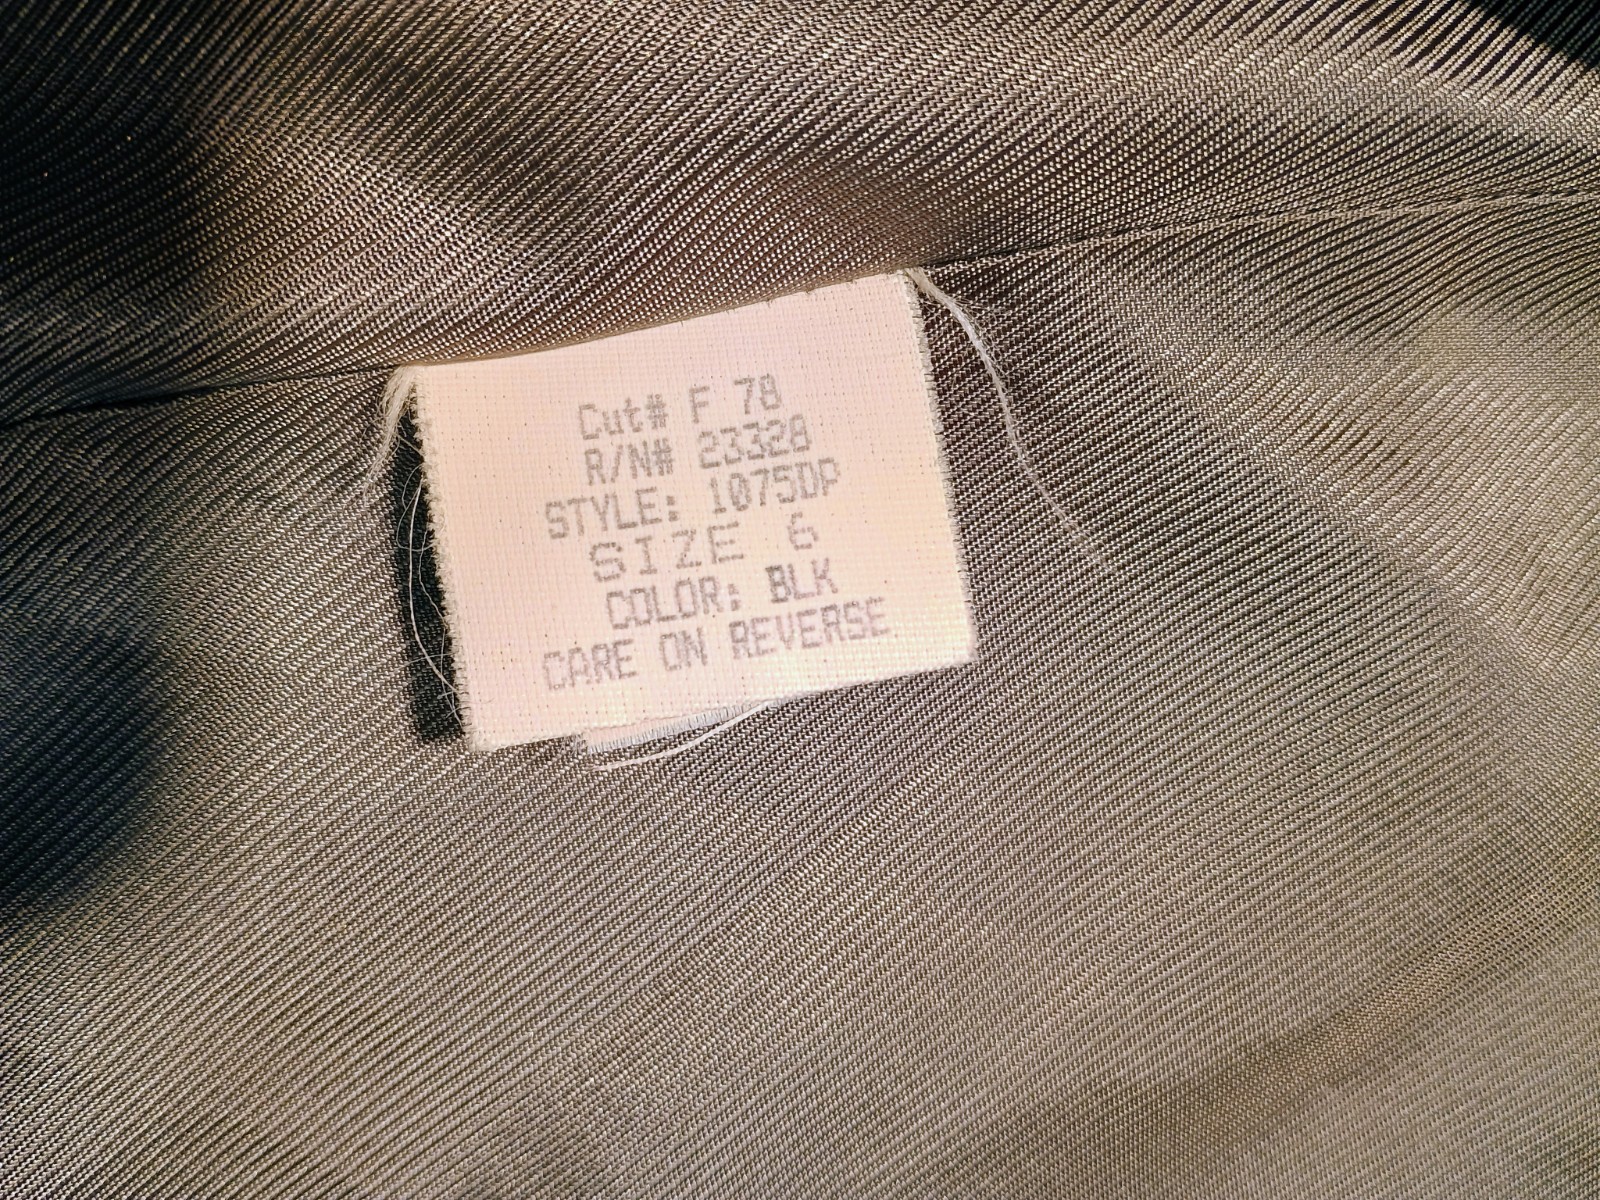 Cut# F 78
R/N# 23328
STYLE: 1075DP
SIZE 6
COLOR: BLK
CARE ON REVERSE